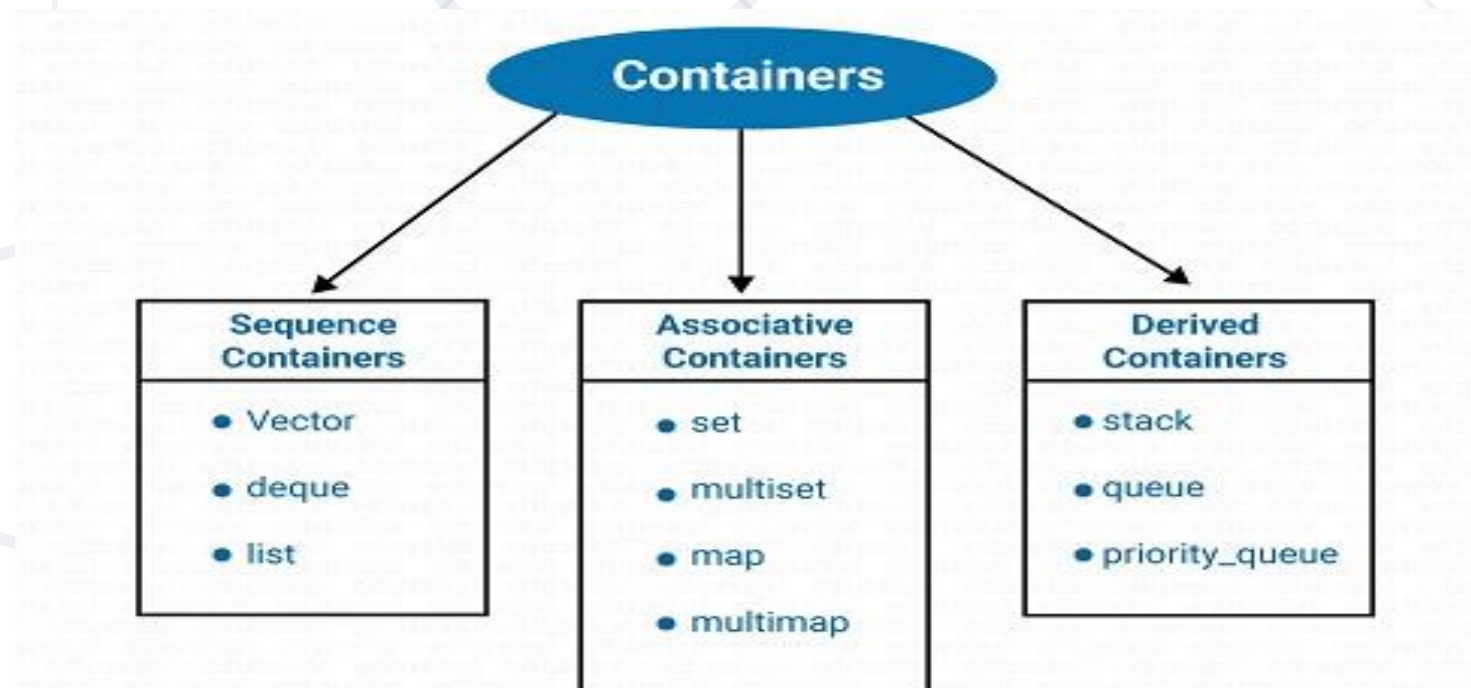 Containers
Sequence
Containers
• Vector
• deque
• list
Associative
Containers
• set
• multiset
• map
• multimap
Derived
Containers
• stack
• queue
• priority_queue